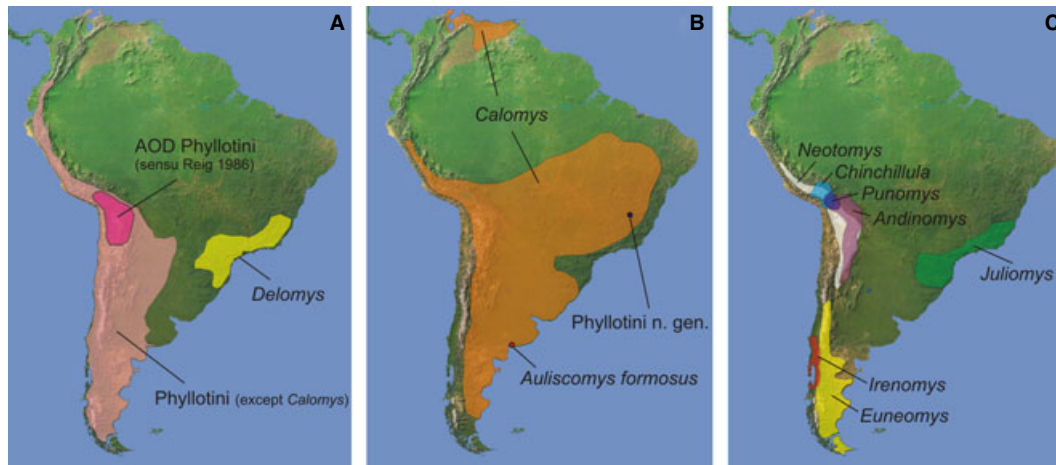 A
AOD Phyllotini
(sensu Reig 1986)
Delomys
Phyllotini (except Calomys)
B
Calomys
Phyllotini n. gen.
Auliscomys formosus
C
Neotomys
Chinchillula
Punomys
Andinomys
Juliomys
Irenomys
Euneomys